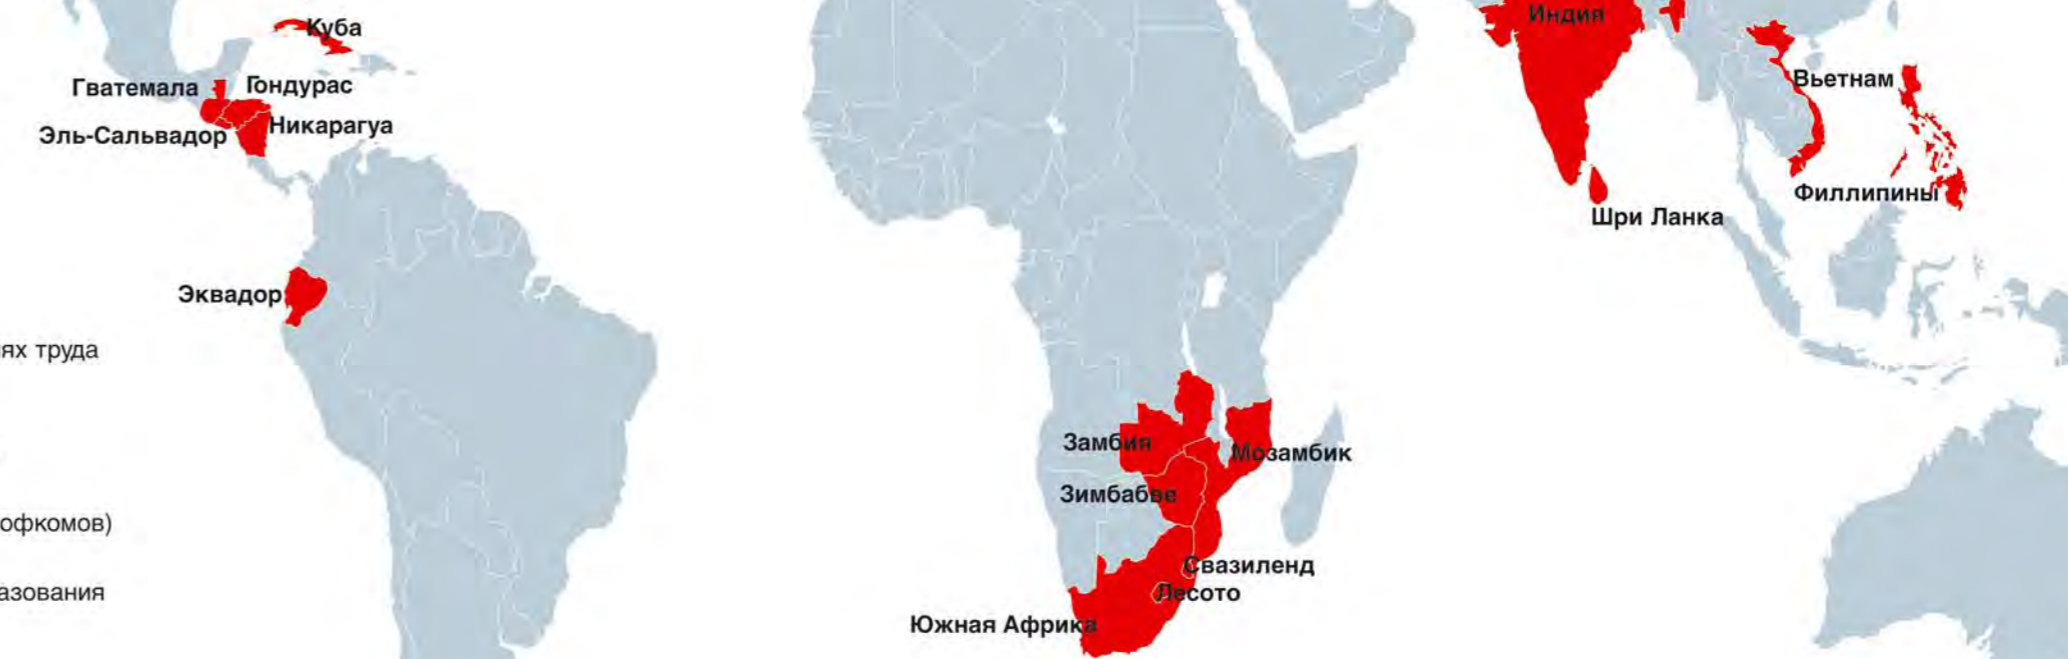 Куба
Гватемала
Гондурас
Эль-Сальвадор
Никарагуа
Эквадор
ях труда
офкомов)
азования
Замбия
Мозамбик
Зимбабве
Свазиленд
Лесото
Южная Африка
Индия
Вьетнам
Филлипины
Шри Ланка